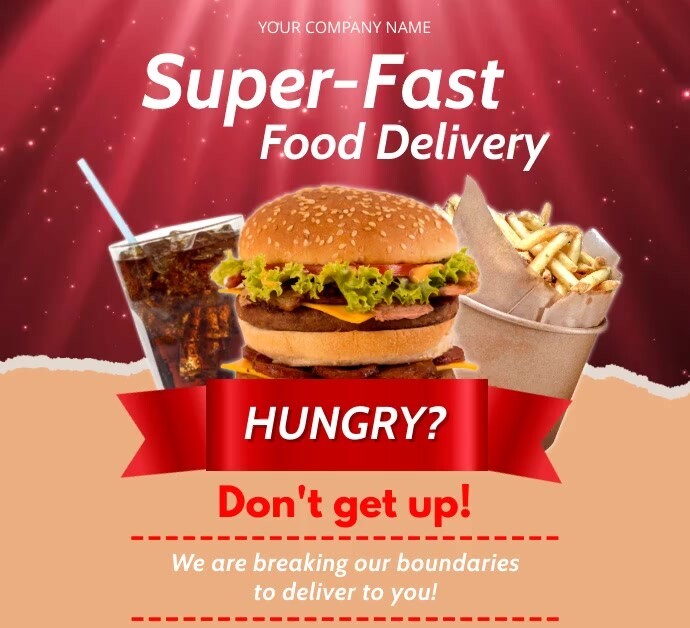 YOUR COMPANY NAME
Super-Fast
Food Delivery
HUNGRY?
Don't get up!
We are breaking our boundaries
to deliver to you!